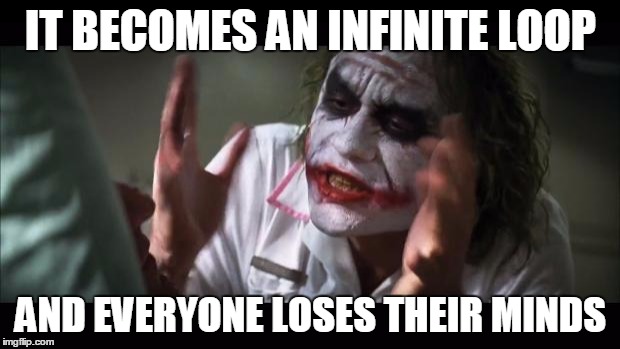 IT BECOMES AN INFINITE LOOP
AND EVERYONE LOSES THEIR MINDS
imgflip.com